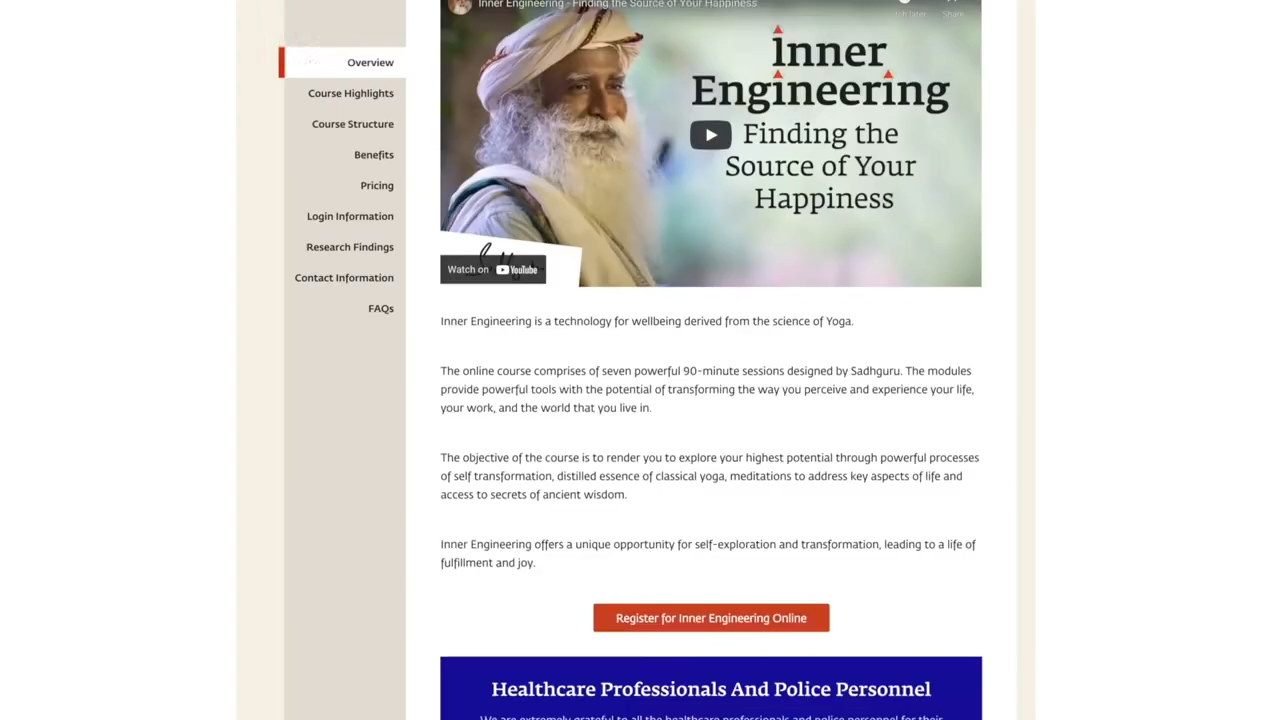 Inner Engineering - Finding the Source of Your Happiness
Share
Inner
Engineering
Finding the
Source of Your
Happiness
Watch on YouTube
Overview
Course Highlights
Course Structure
Benefits
Pricing
Login Information
Research Findings
Contact Information
FAQs
Inner Engineering is a technology for wellbeing derived from the science of Yoga.
The online course comprises of seven powerful 90-minute sessions designed by Sadhguru. The modules
provide powerful tools with the potential of transforming the way you perceive and experience your life,
your work, and the world that you live in.
The objective of the course is to render you to explore your highest potential through powerful processes
of self transformation, distilled essence of classical yoga, meditations to address key aspects of life and
access to secrets of ancient wisdom.
Inner Engineering offers a unique opportunity for self-exploration and transformation, leading to a life of
fulfillment and joy.
Register for Inner Engineering Online
Healthcare Professionals And Police Personnel
We are extremely grateful to all the healthcare professionals and police personnel for their